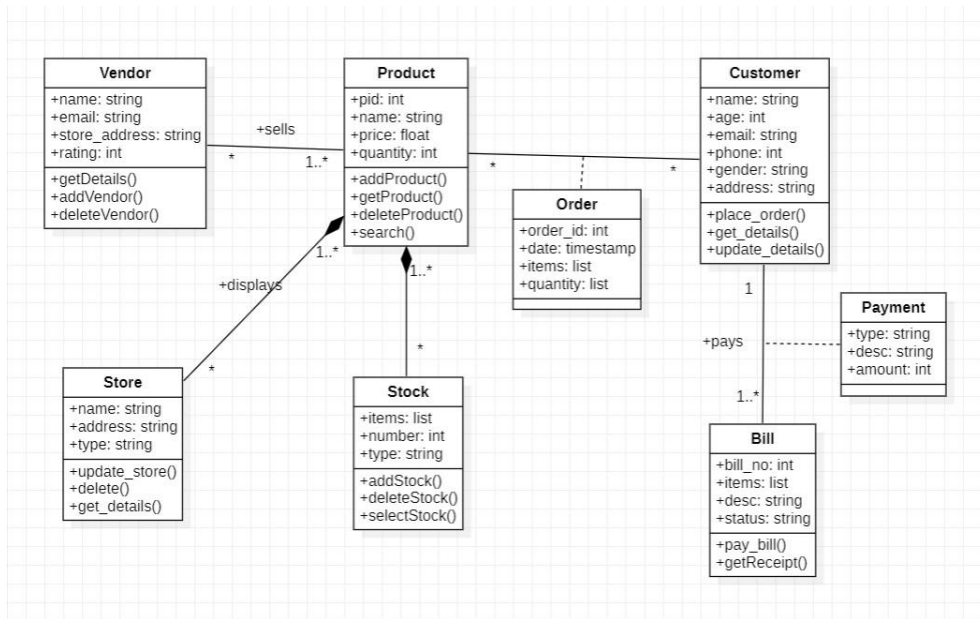 Vendor
+name: string
+email: string
+store_address: string
+rating: int
+getDetails()
+addVendor()
+deleteVendor()
+sells
*
1..*
Product
+pid: int
+name: string
+price: float
+quantity: int
+addProduct()
+getProduct()
+deleteProduct()
+search()
*
*
Customer
+name: string
+age: int
+email: string
+phone: int
+gender: string
+address: string
+place_order()
+get_details()
+update_details()
Order
+order_id: int
+date: timestamp
+items: list
+quantity: list
1..*
+displays
*
1..*
*
1
+pays
1..*
Payment
+type: string
+desc: string
+amount: int
Store
+name: string
+address: string
+type: string
+update_store()
+delete()
+get_details()
Stock
+items: list
+number: int
+type: string
+addStock()
+deleteStock()
+selectStock()
Bill
+bill_no: int
+items: list
+desc: string
+status: string
+pay_bill()
+getReceipt()